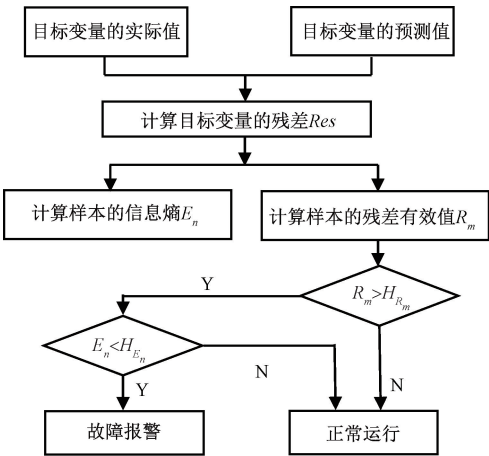 目标变量的实际值
目标变量的预测值
计算目标变量的残差Res
计算样本的信息熵En
计算样本的残差有效值Rm
Y
Rm>HRm
En<HEn
N
Y
N
故障报警
正常运行